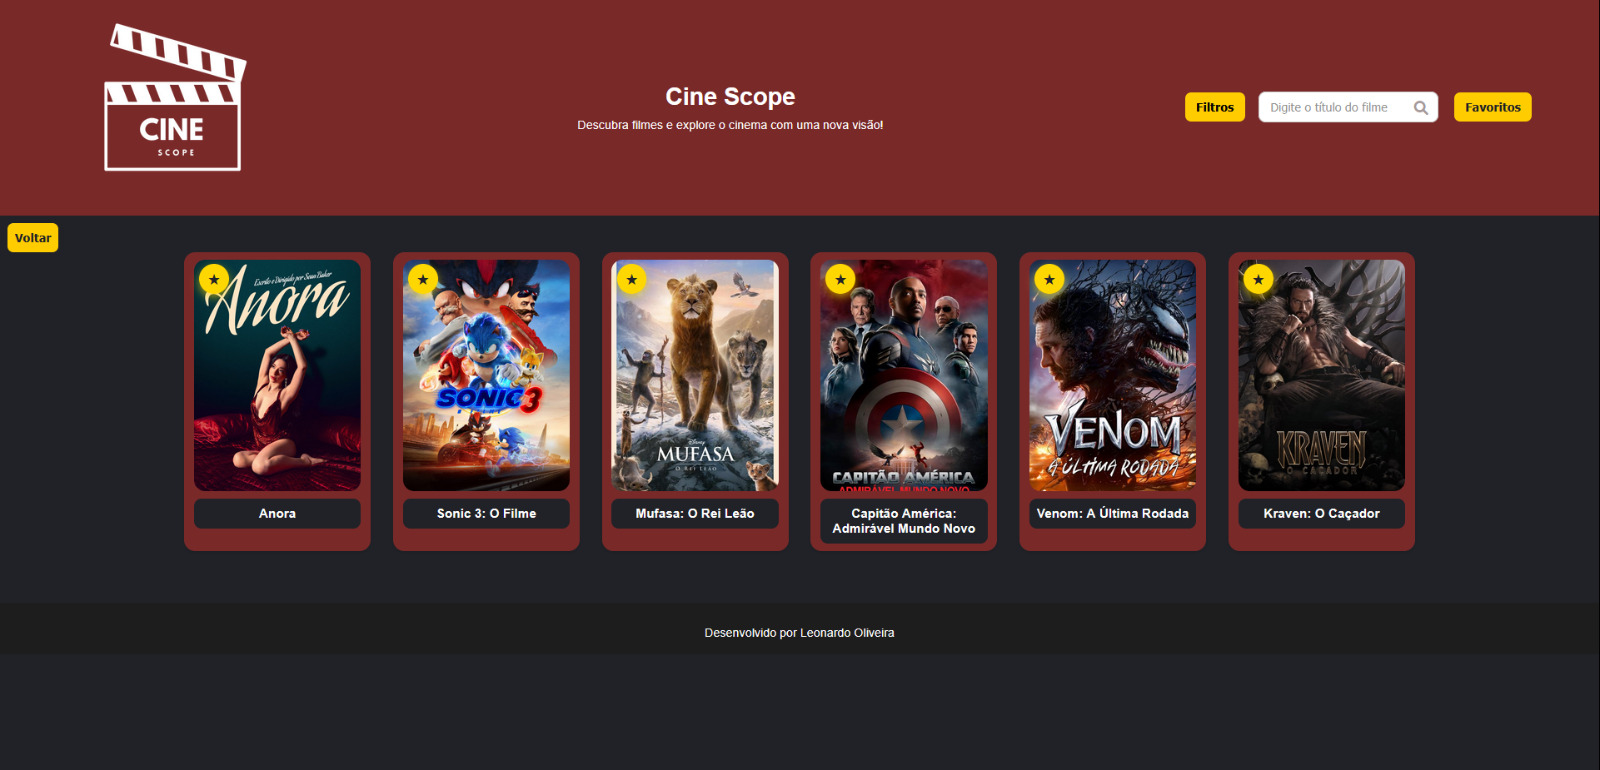 CINE
SCOPE
Cine Scope
Descubra filmes e explore o cinema com uma nova visão!
Filtros
Digite o título do filme
Favoritos
Voltar
Escrito e Dirigido por Sean Baker
Anora
SONIC 3
Disney
MUFASA
O REI LEÃO
CAPITÃO AMÉRICA
ADMIRÁVEL MUNDO NOVO
VENOM
A ÚLTIMA RODADA
KRAVEN
O CAÇADOR
Anora
Sonic 3: O Filme
Mufasa: O Rei Leão
Capitão América:
Admirável Mundo Novo
Venom: A Última Rodada
Kraven: O Caçador
Desenvolvido por Leonardo Oliveira